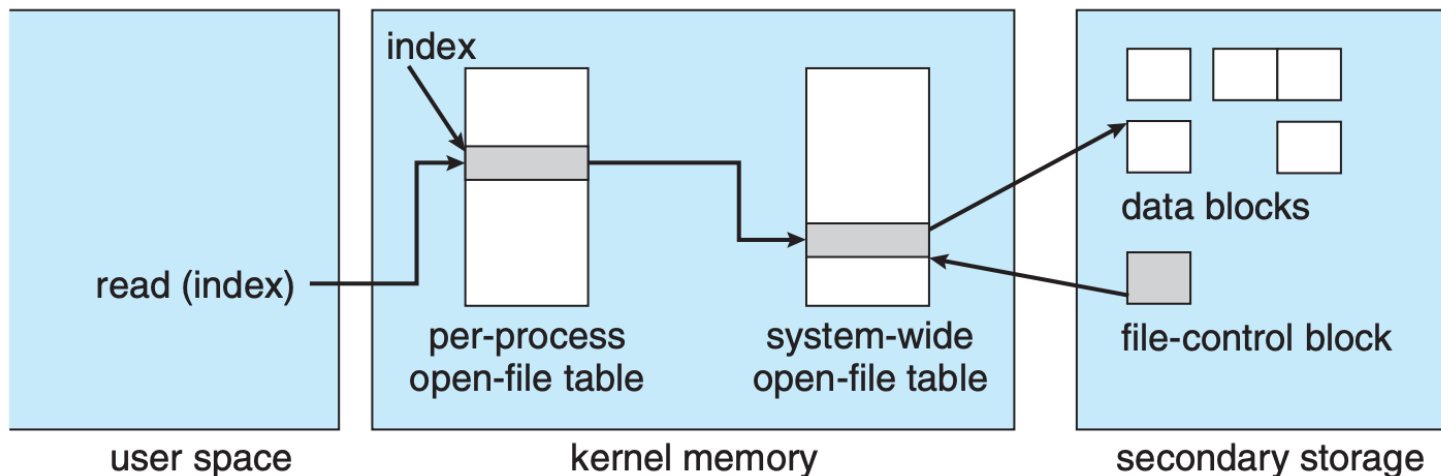 index
read (index)
per-process
open-file table
system-wide
open-file table
data blocks
file-control block
user space
kernel memory
secondary storage